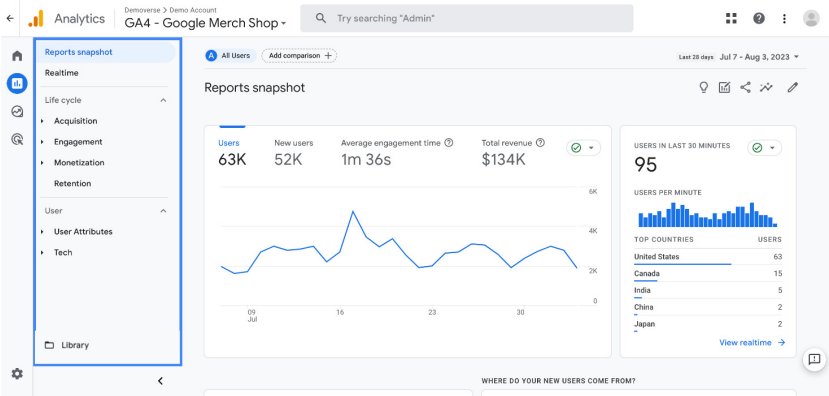 Analytics
Demoverse > Demo Account
GA4 - Google Merch Shop
Try searching "Admin"
Reports snapshot
Realtime
Life cycle
Acquisition
Engagement
Monetization
Retention
User
User Attributes
Tech
Library
A All Users
Add comparison +
Last 28 days Jul 7 - Aug 3, 2023
Reports snapshot
Users
63K
New users
52K
Average engagement time
1m 36s
Total revenue
$134K
6K
4K
2K
0
09
Jul
16
23
30
USERS IN LAST 30 MINUTES
95
USERS PER MINUTE
TOP COUNTRIES USERS
United States 63
Canada 15
India 5
China 2
Japan 2
View realtime
WHERE DO YOUR NEW USERS COME FROM?